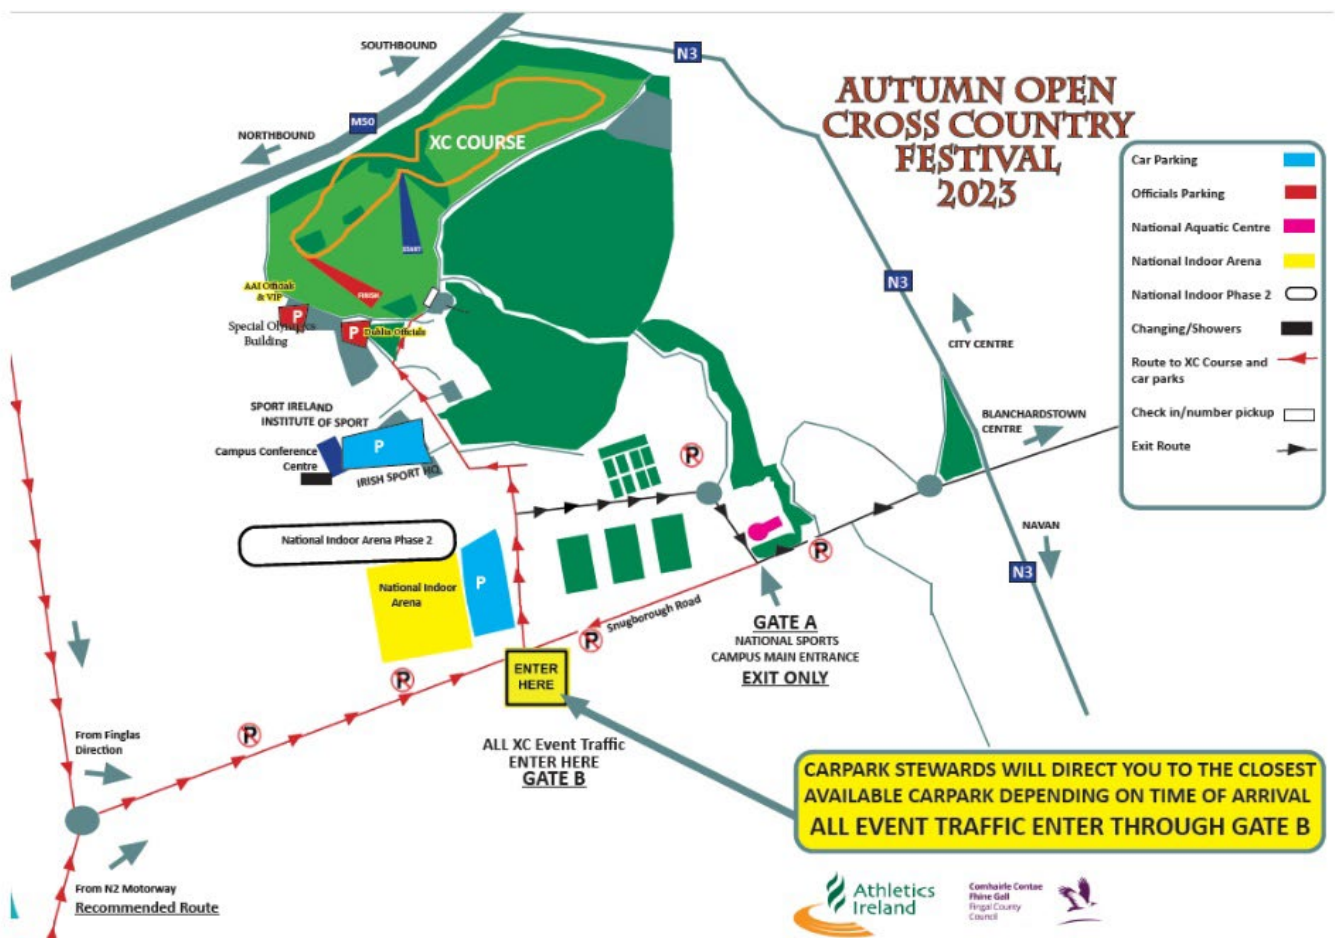 SOUTHBOUND
N3
M50
NORTHBOUND
XC COURSE
AUTUMN OPEN
CROSS COUNTRY
FESTIVAL
2023
Car Parking
Officials Parking
National Aquatic Centre
National Indoor Arena
National Indoor Phase 2
Changing/Showers
Route to XC Course and
car parks
Check in/number pickup
Exit Route
START
FINISH
AAI Officials
& VIP
P
Special Olympics
Building
P
Dublin Officials
N3
CITY CENTRE
BLANCHARDSTOWN
CENTRE
SPORT IRELAND
INSTITUTE OF SPORT
P
Campus Conference
Centre
IRISH SPORT HQ
P
National Indoor Arena Phase 2
National Indoor
Arena
P
NAVAN
N3
P
Snugborough Road
P
GATE A
NATIONAL SPORTS
CAMPUS MAIN ENTRANCE
EXIT ONLY
ENTER
HERE
P
P
From Finglas
Direction
ALL XC Event Traffic
ENTER HERE
GATE B
CARPARK STEWARDS WILL DIRECT YOU TO THE CLOSEST
AVAILABLE CARPARK DEPENDING ON TIME OF ARRIVAL
ALL EVENT TRAFFIC ENTER THROUGH GATE B
From N2 Motorway
Recommended Route
Athletics
Ireland
Comhairle Contae
Fhine Gall
Fingal County
Council